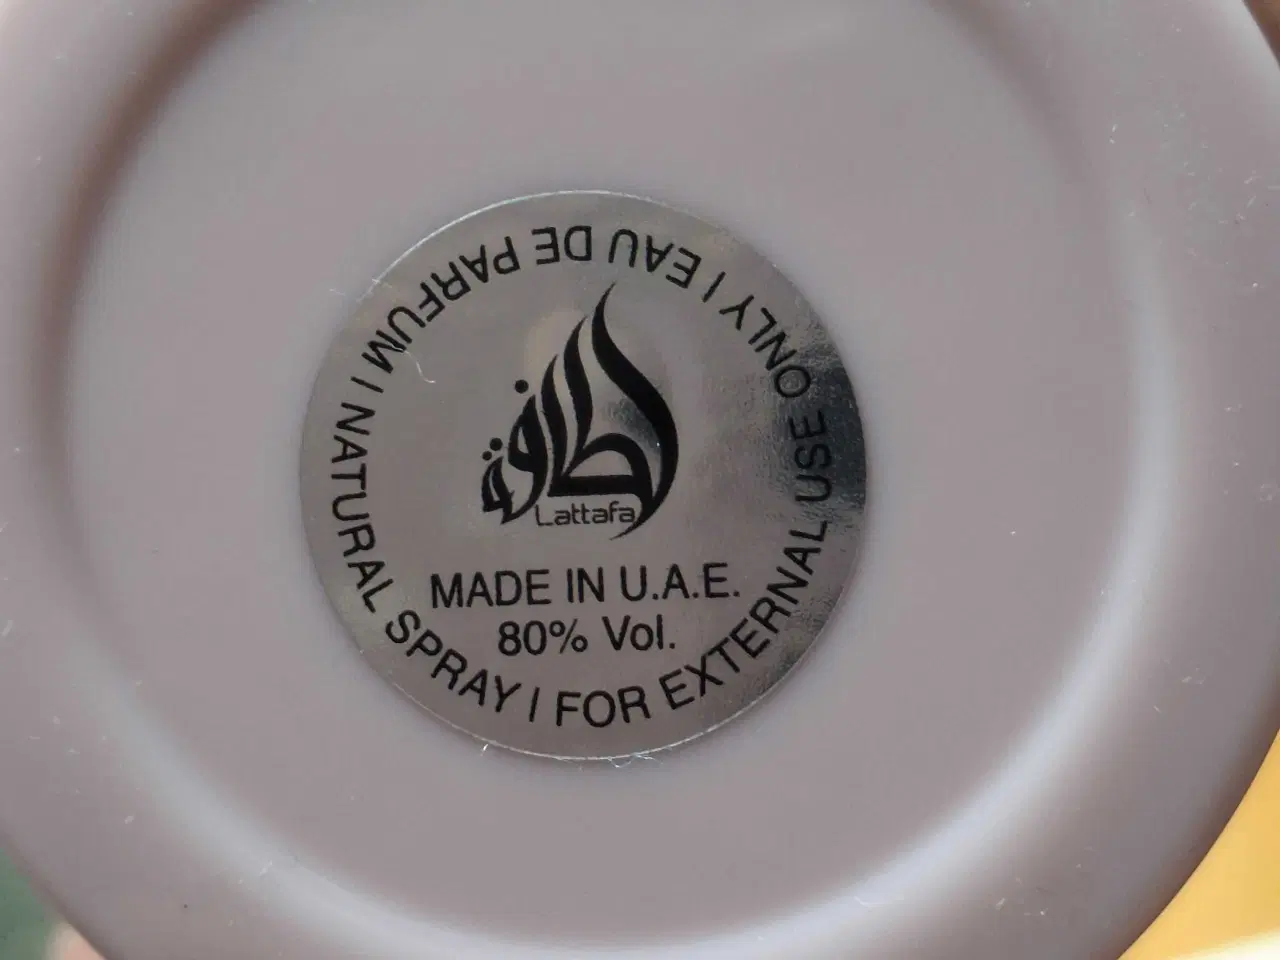 لطافة
Lattafa
MADE IN U.A.E.
80% Vol.
EAU DE PARFUM | NATURAL SPRAY | FOR EXTERNAL USE ONLY |